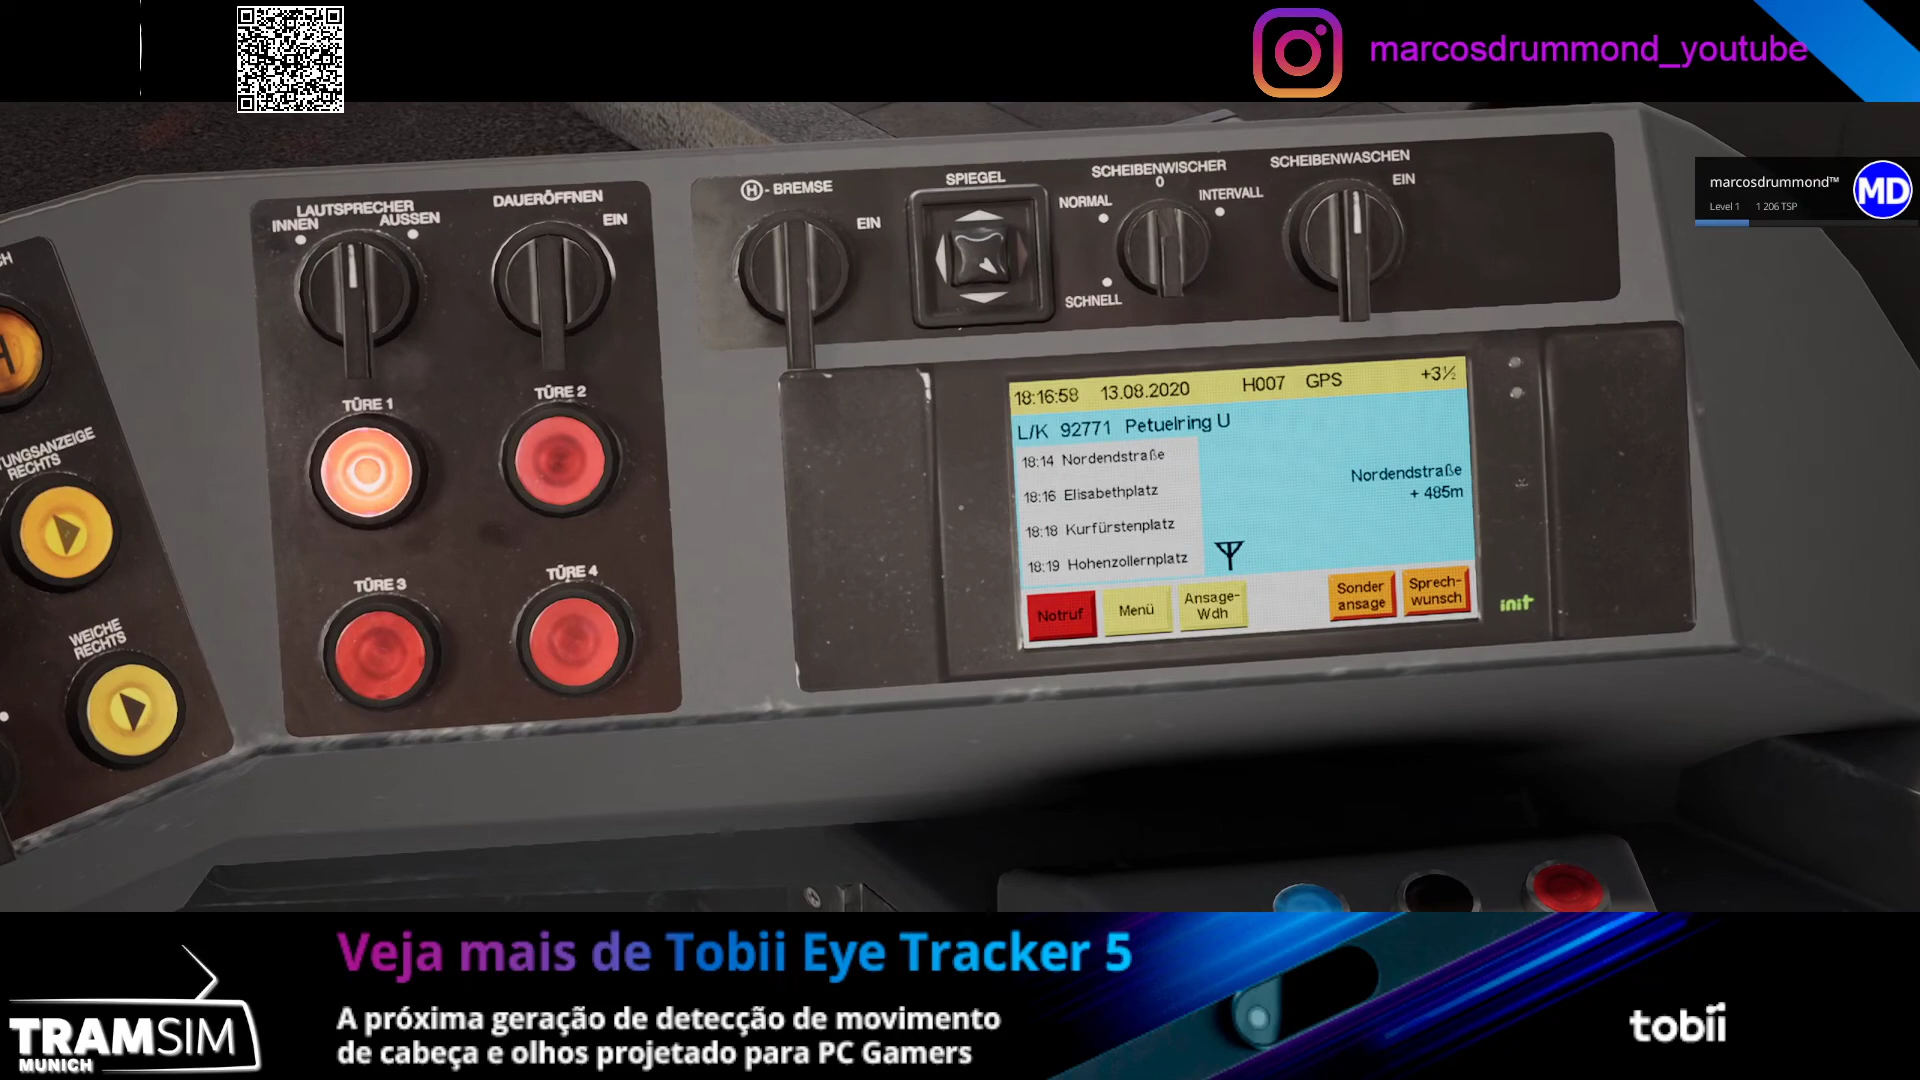 marcosdrummond_youtube
marcosdrummond™
Level 1 1 206 TSP
MD
LAUTSPRECHER
INNEN AUSSEN
DAUERÖFFNEN
EIN
H - BREMSE
EIN
SPIEGEL
SCHEIBENWISCHER
0
NORMAL INTERVALL
SCHNELL
SCHEIBENWASCHEN
EIN
TÜRE 1
TÜRE 2
TÜRE 3
TÜRE 4
RECHTS
WEICHE
RECHTS
18:16:58 13.08.2020 H007 GPS +3½
L/K 92771 Petuelring U
18:14 Nordendstraße
18:16 Elisabethplatz
18:18 Kurfürstenplatz
18:19 Hohenzollernplatz
Nordendstraße
+ 485m
Notruf
Menü
Ansage-
Wdh
Sonder
ansage
Sprech-
wunsch
init
Veja mais de Tobii Eye Tracker 5
A próxima geração de detecção de movimento
de cabeça e olhos projetado para PC Gamers
TRAMSIM
MUNICH
tobii